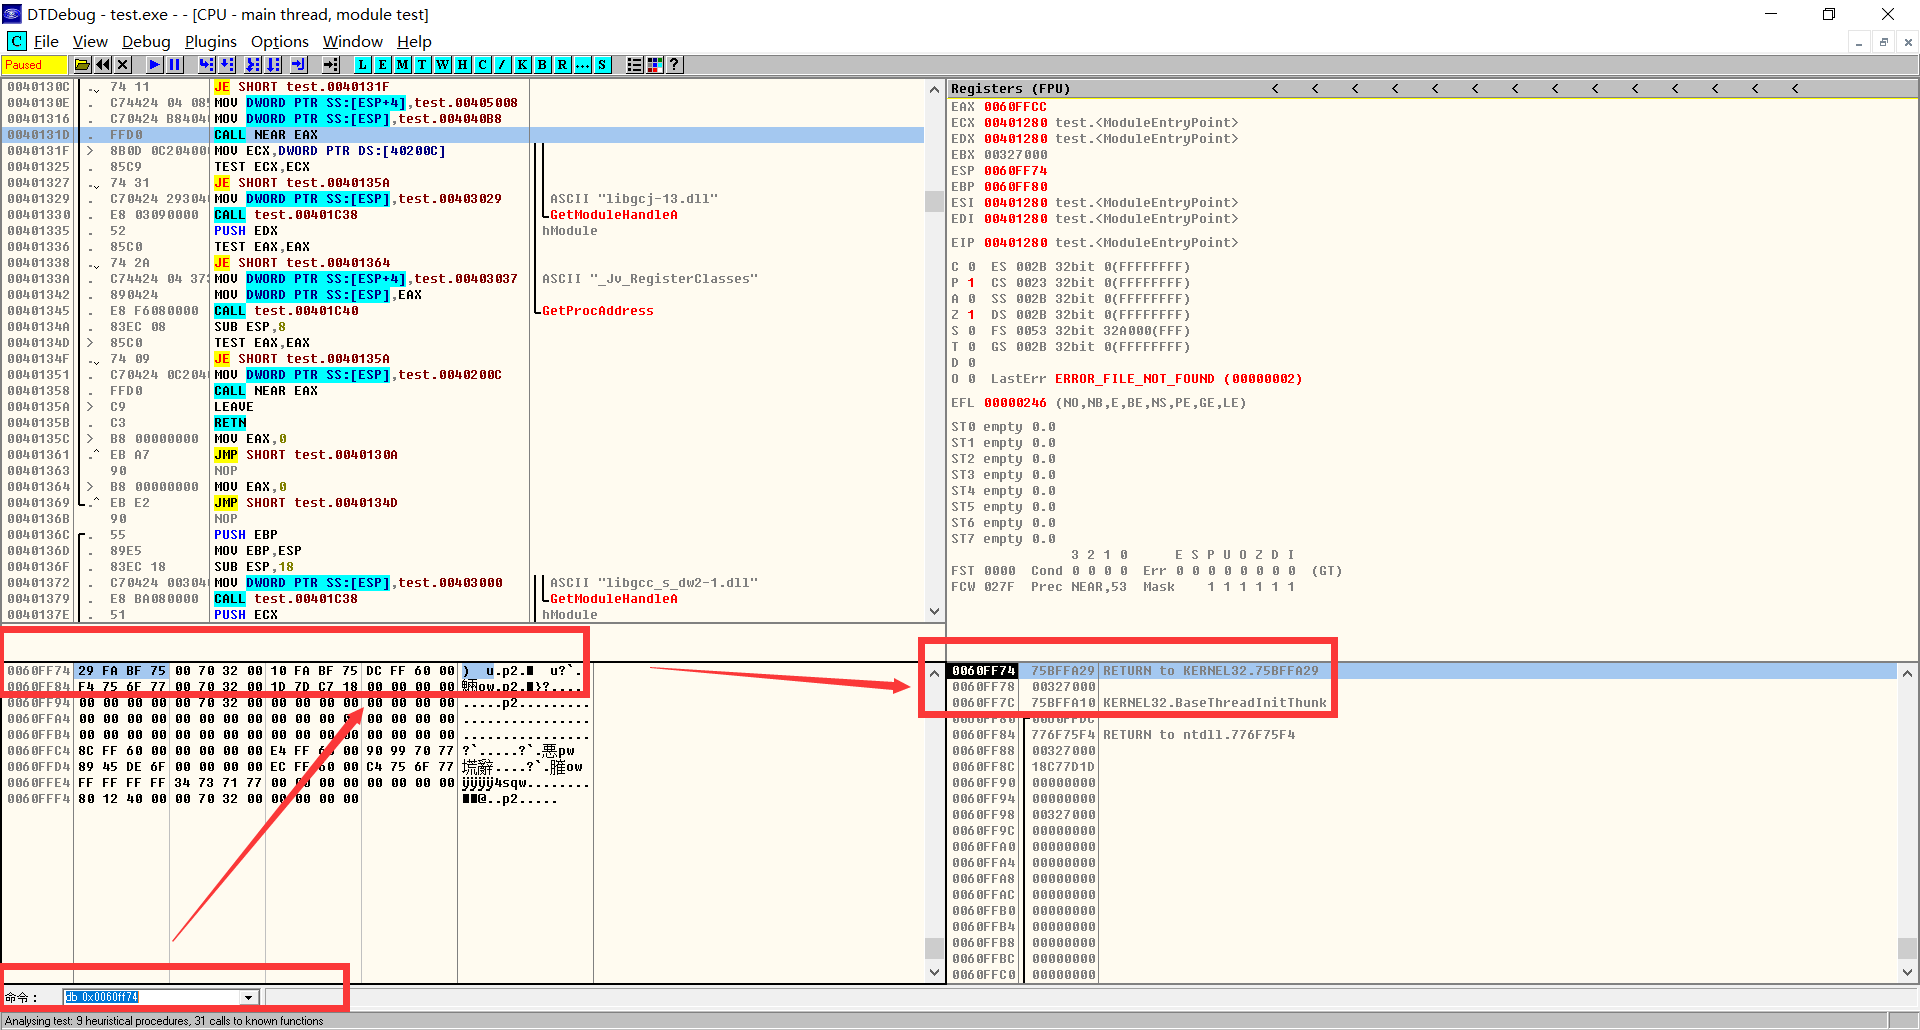 DTDebug - test.exe - - [CPU - main thread, module test]
C File View Debug Plugins Options Window Help
Paused L E M T W H C / K B R ... S ?
0040130C . 74 11 JE SHORT test.0040131F
0040130E . C74424 04 085 MOV DWORD PTR SS:[ESP+4],test.00405008
00401316 . C70424 B84040 MOV DWORD PTR SS:[ESP],test.004040B8
0040131D . FFD0 CALL NEAR EAX
0040131F > 8B0D 0C204000 MOV ECX,DWORD PTR DS:[40200C]
00401325 . 85C9 TEST ECX,ECX
00401327 . 74 31 JE SHORT test.0040135A
00401329 . C70424 293040 MOV DWORD PTR SS:[ESP],test.00403029 ASCII "libgcj-13.dll"
00401330 . E8 03090000 CALL test.00401C38 GetModuleHandleA
00401335 . 52 PUSH EDX hModule
00401336 . 85C0 TEST EAX,EAX
00401338 . 74 2A JE SHORT test.00401364
0040133A . C74424 04 373 MOV DWORD PTR SS:[ESP+4],test.00403037 ASCII "_Jv_RegisterClasses"
00401342 . 890424 MOV DWORD PTR SS:[ESP],EAX
00401345 . E8 F6080000 CALL test.00401C40 GetProcAddress
0040134A . 83EC 08 SUB ESP,8
0040134D > 85C0 TEST EAX,EAX
0040134F . 74 09 JE SHORT test.0040135A
00401351 . C70424 0C2040 MOV DWORD PTR SS:[ESP],test.0040200C
00401358 . FFD0 CALL NEAR EAX
0040135A > C9 LEAVE
0040135B . C3 RETN
0040135C > B8 00000000 MOV EAX,0
00401361 .^ EB A7 JMP SHORT test.0040130A
00401363 90 NOP
00401364 > B8 00000000 MOV EAX,0
00401369 .^ EB E2 JMP SHORT test.0040134D
0040136B 90 NOP
0040136C . 55 PUSH EBP
0040136D . 89E5 MOV EBP,ESP
0040136F . 83EC 18 SUB ESP,18
00401372 . C70424 003040 MOV DWORD PTR SS:[ESP],test.00403000 ASCII "libgcc_s_dw2-1.dll"
00401379 . E8 BA080000 CALL test.00401C38 GetModuleHandleA
0040137E . 51 PUSH ECX hModule
Registers (FPU) < < < < < < < < < < < < < <
EAX 0060FFCC
ECX 00401280 test.<ModuleEntryPoint>
EDX 00401280 test.<ModuleEntryPoint>
EBX 00327000
ESP 0060FF74
EBP 0060FF80
ESI 00401280 test.<ModuleEntryPoint>
EDI 00401280 test.<ModuleEntryPoint>
EIP 00401280 test.<ModuleEntryPoint>
C 0 ES 002B 32bit 0(FFFFFFFF)
P 1 CS 0023 32bit 0(FFFFFFFF)
A 0 SS 002B 32bit 0(FFFFFFFF)
Z 1 DS 002B 32bit 0(FFFFFFFF)
S 0 FS 0053 32bit 32A000(FFF)
T 0 GS 002B 32bit 0(FFFFFFFF)
D 0
O 0 LastErr ERROR_FILE_NOT_FOUND (00000002)
EFL 00000246 (NO,NB,E,BE,NS,PE,GE,LE)
ST0 empty 0.0
ST1 empty 0.0
ST2 empty 0.0
ST3 empty 0.0
ST4 empty 0.0
ST5 empty 0.0
ST6 empty 0.0
ST7 empty 0.0
3 2 1 0 E S P U O Z D I
FST 0000 Cond 0 0 0 0 Err 0 0 0 0 0 0 0 0 (GT)
FCW 027F Prec NEAR,53 Mask 1 1 1 1 1 1
0060FF74 29 FA BF 75 00 70 32 00 10 FA BF 75 DC FF 60 00
0060FF84 F4 75 6F 77 00 70 32 00 1D 7D C7 18 00 00 00 00
0060FF94 00 00 00 00 00 70 32 00 00 00 00 00 00 00 00 00 .....p2.........
0060FFA4 00 00 00 00 00 00 00 00 00 00 00 00 00 00 00 00 ................
0060FFB4 00 00 00 00 00 00 00 00 00 00 00 00 00 00 00 00 ................
0060FFC4 8C FF 60 00 00 00 00 00 E4 FF 60 00 90 99 70 77 ?`.....?`.悪pw
0060FFD4 89 45 DE 6F 00 00 00 00 EC FF 60 00 C4 75 6F 77
0060FFE4 FF FF FF FF 34 73 71 77 00 00 00 00 00 00 00 00 ÿÿÿÿ4sqw........
0060FFF4 80 12 40 00 00 70 32 00 00 00 00 00
0060FF74 75BFFA29 RETURN to KERNEL32.75BFFA29
0060FF78 00327000
0060FF7C 75BFFA10 KERNEL32.BaseThreadInitThunk
0060FF80 0060FFDC
0060FF84 776F75F4 RETURN to ntdll.776F75F4
0060FF88 00327000
0060FF8C 18C77D1D
0060FF90 00000000
0060FF94 00000000
0060FF98 00327000
0060FF9C 00000000
0060FFA0 00000000
0060FFA4 00000000
0060FFA8 00000000
0060FFAC 00000000
0060FFB0 00000000
0060FFB4 00000000
0060FFB8 00000000
0060FFBC 00000000
0060FFC0 00000000
命令： db 0x0060ff74
Analysing test: 9 heuristical procedures, 31 calls to known functions